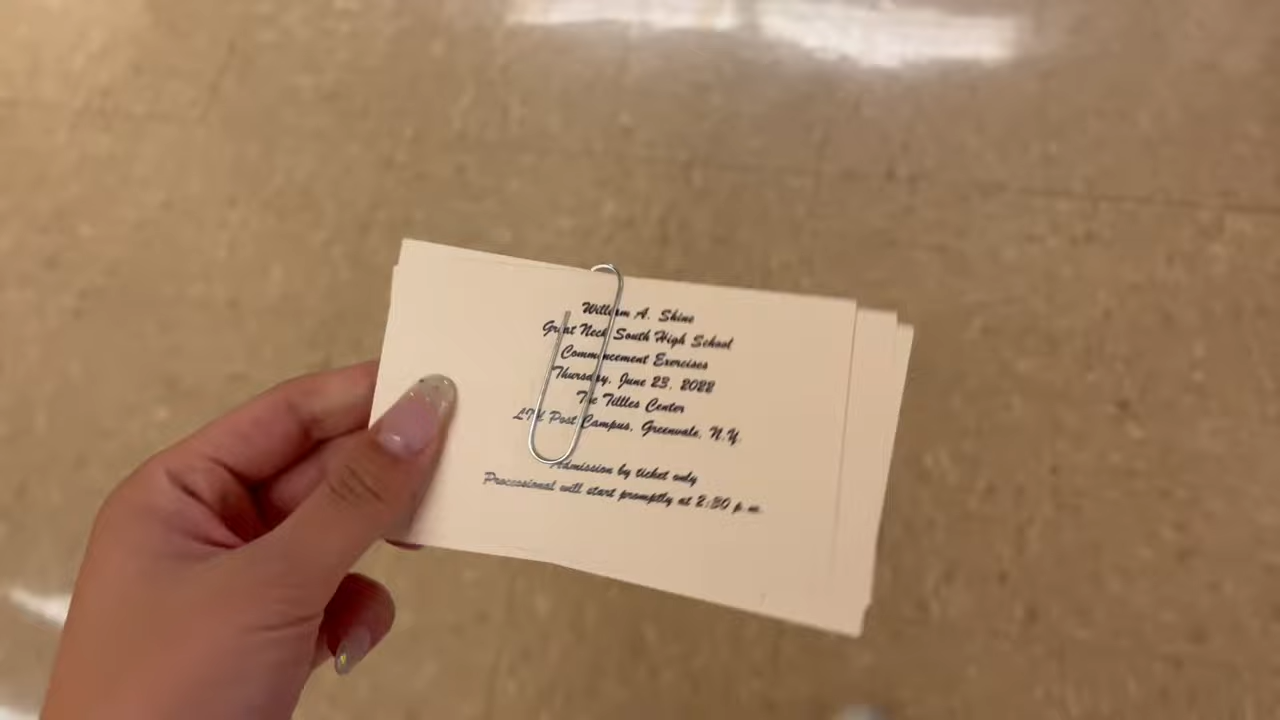 William A. Shine
Great Neck South High School
Commencement Exercises
Thursday, June 23, 2022
The Tilles Center
LIU Post Campus, Greenvale, N.Y.
Admission by ticket only
Processional will start promptly at 2:30 p.m.